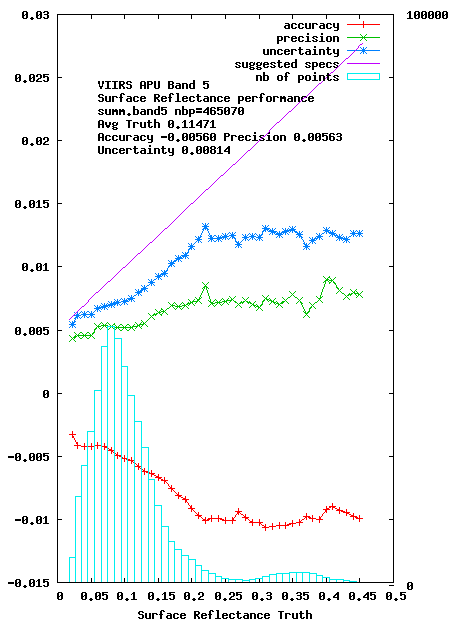 0.03
100000
accuracy
precision
uncertainty
suggested specs
nb of points
0.025
VIIRS APU Band 5
Surface Reflectance performance
summ.band5 nbp=465070
Avg Truth 0.11471
Accuracy -0.00560 Precision 0.00563
Uncertainty 0.00814
0.02
0.015
0.01
0.005
0
-0.005
-0.01
-0.015
0
0 0.05 0.1 0.15 0.2 0.25 0.3 0.35 0.4 0.45 0.5
Surface Reflectance Truth